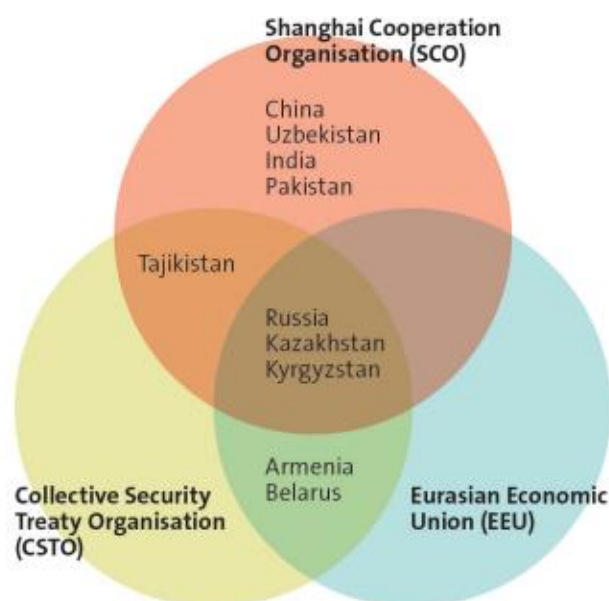 Shanghai Cooperation
Organisation (SCO)
China
Uzbekistan
India
Pakistan
Tajikistan
Russia
Kazakhstan
Kyrgyzstan
Armenia
Belarus
Collective Security
Treaty Organisation
(CSTO)
Eurasian Economic
Union (EEU)